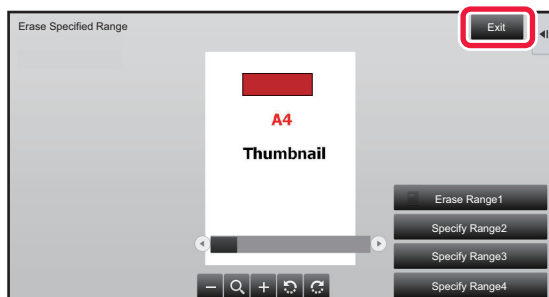 Erase Specified Range
Exit
A4
Thumbnail
Erase Range1
Specify Range2
Specify Range3
Specify Range4